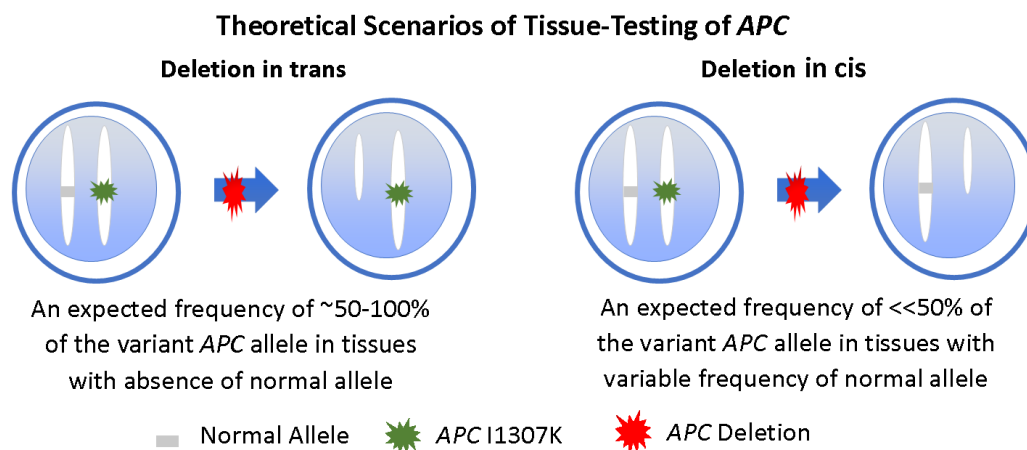 Theoretical Scenarios of Tissue-Testing of APC
Deletion in trans
Deletion in cis
An expected frequency of ~50-100%
of the variant APC allele in tissues
with absence of normal allele
An expected frequency of <<50% of
the variant APC allele in tissues with
variable frequency of normal allele
Normal Allele
APC I1307K
APC Deletion